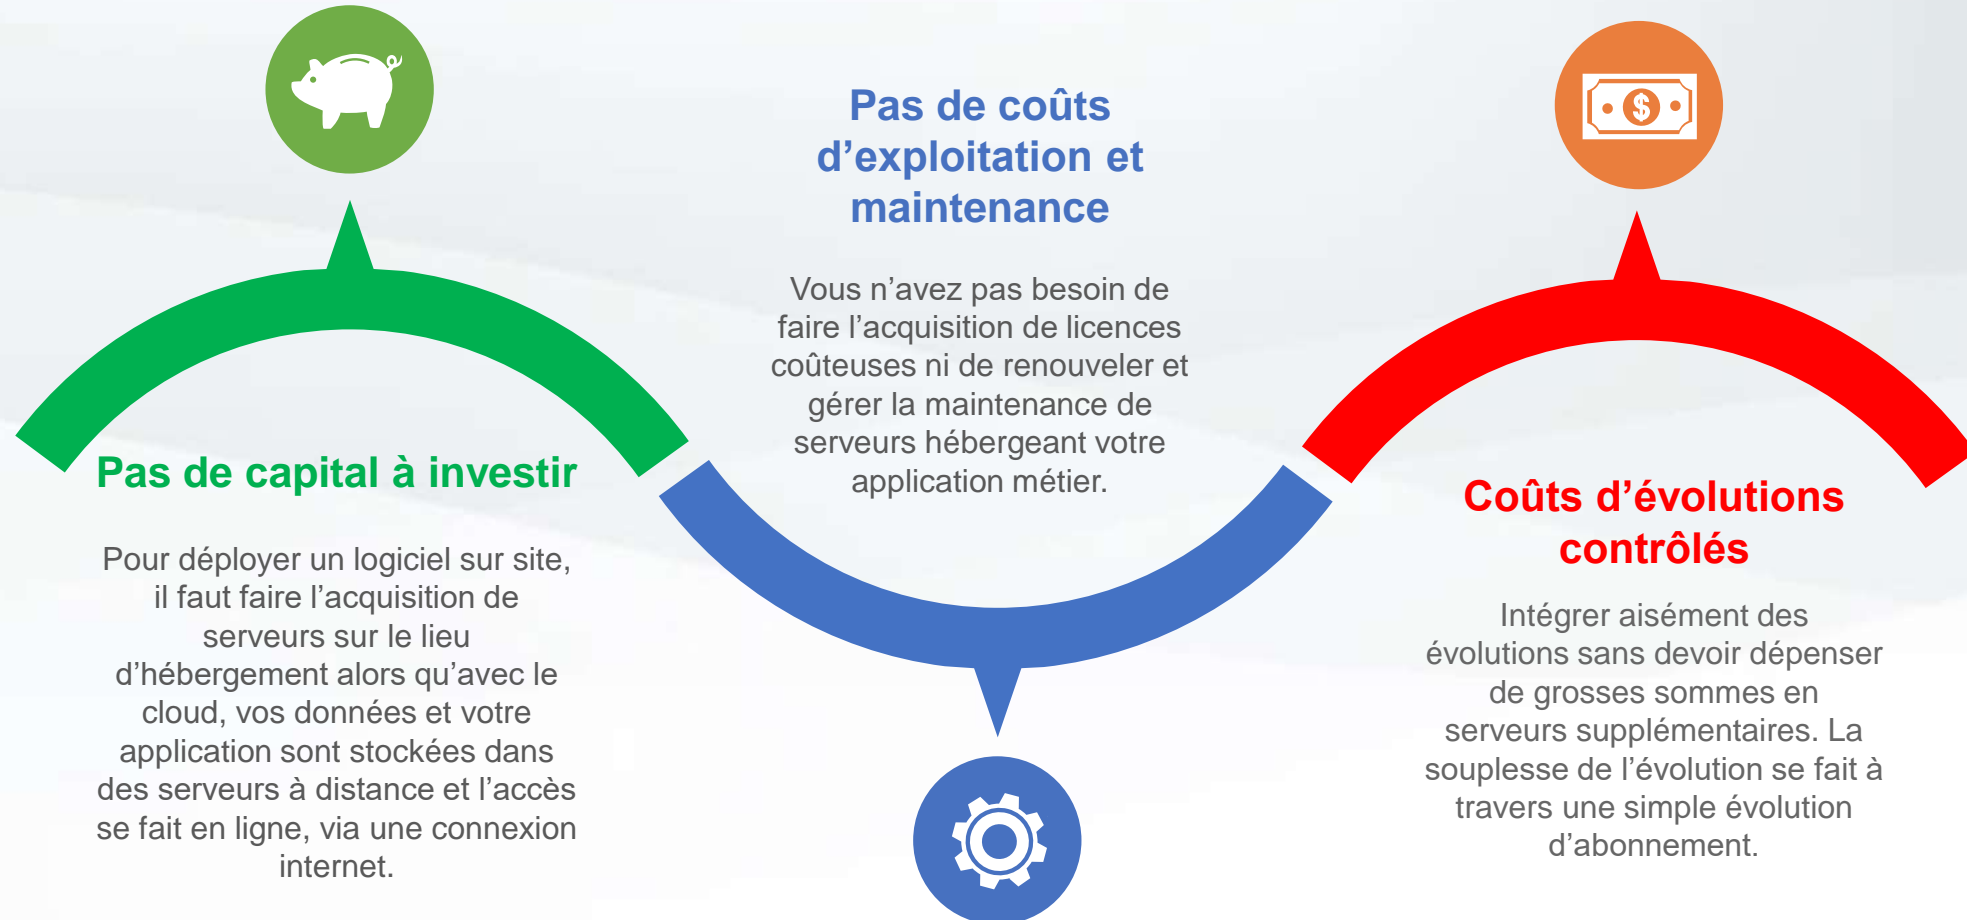 Pas de capital à investir
Pour déployer un logiciel sur site,
il faut faire l’acquisition de
serveurs sur le lieu
d’hébergement alors qu’avec le
cloud, vos données et votre
application sont stockées dans
des serveurs à distance et l’accès
se fait en ligne, via une connexion
internet.
Pas de coûts
d’exploitation et
maintenance
Vous n’avez pas besoin de
faire l’acquisition de licences
coûteuses ni de renouveler et
gérer la maintenance de
serveurs hébergeant votre
application métier.
$
Coûts d’évolutions
contrôlés
Intégrer aisément des
évolutions sans devoir dépenser
de grosses sommes en
serveurs supplémentaires. La
souplesse de l’évolution se fait à
travers une simple évolution
d’abonnement.